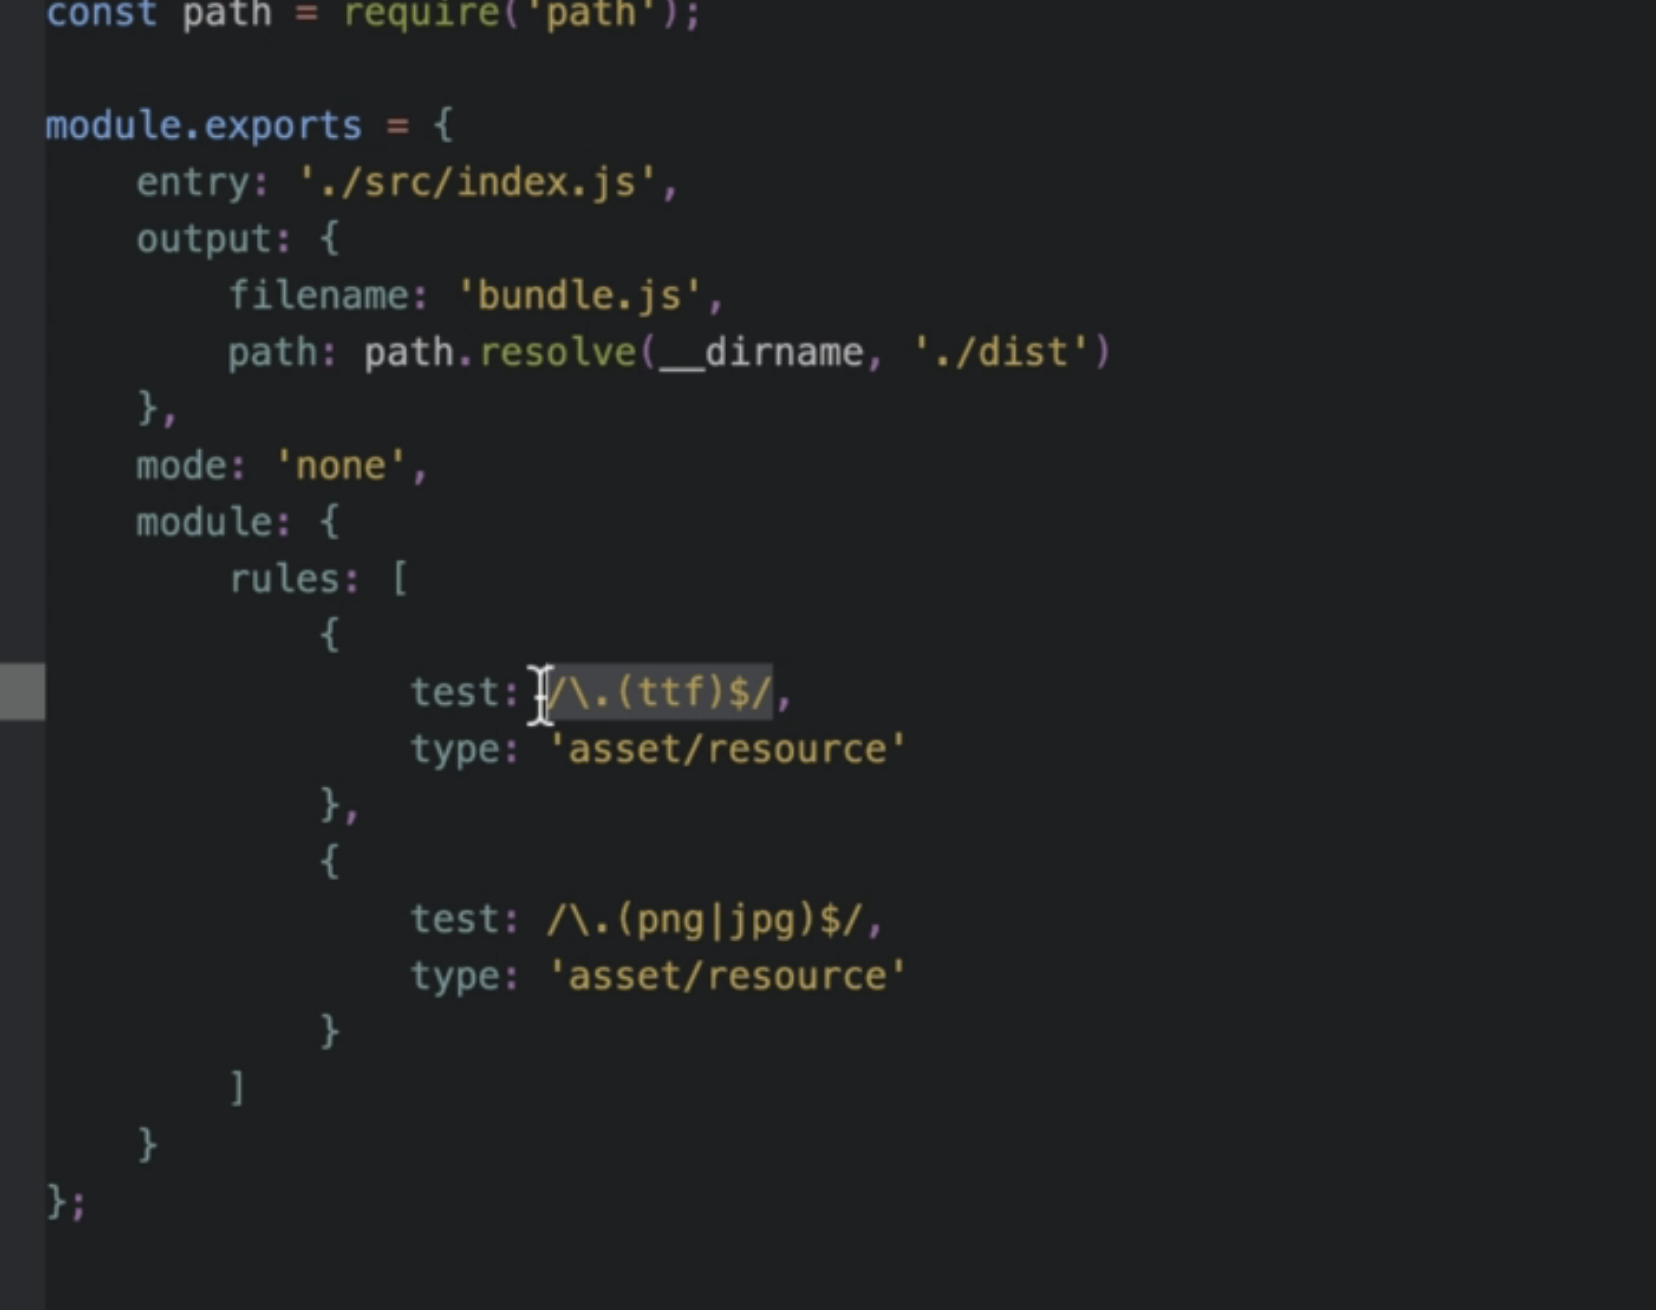 const path = require('path');
module.exports = {
    entry: './src/index.js',
    output: {
        filename: 'bundle.js',
        path: path.resolve(__dirname, './dist')
    },
    mode: 'none',
    module: {
        rules: [
            {
                test: /\.(ttf)$/,
                type: 'asset/resource'
            },
            {
                test: /\.(png|jpg)$/,
                type: 'asset/resource'
            }
        ]
    }
};